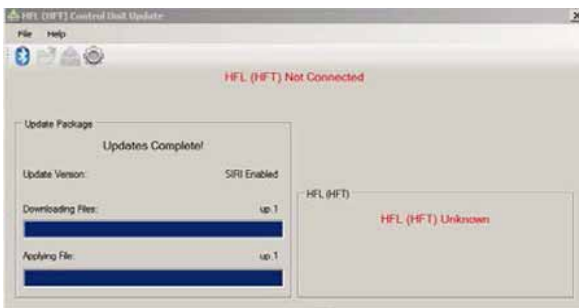 HFL (HFT) Control Unit Update
File Help
HFL (HFT) Not Connected
Update Package
Updates Complete!
Update Version: SIRI Enabled
Downloading Files: up.1
Applying File: up.1
HFL (HFT)
HFL (HFT) Unknown